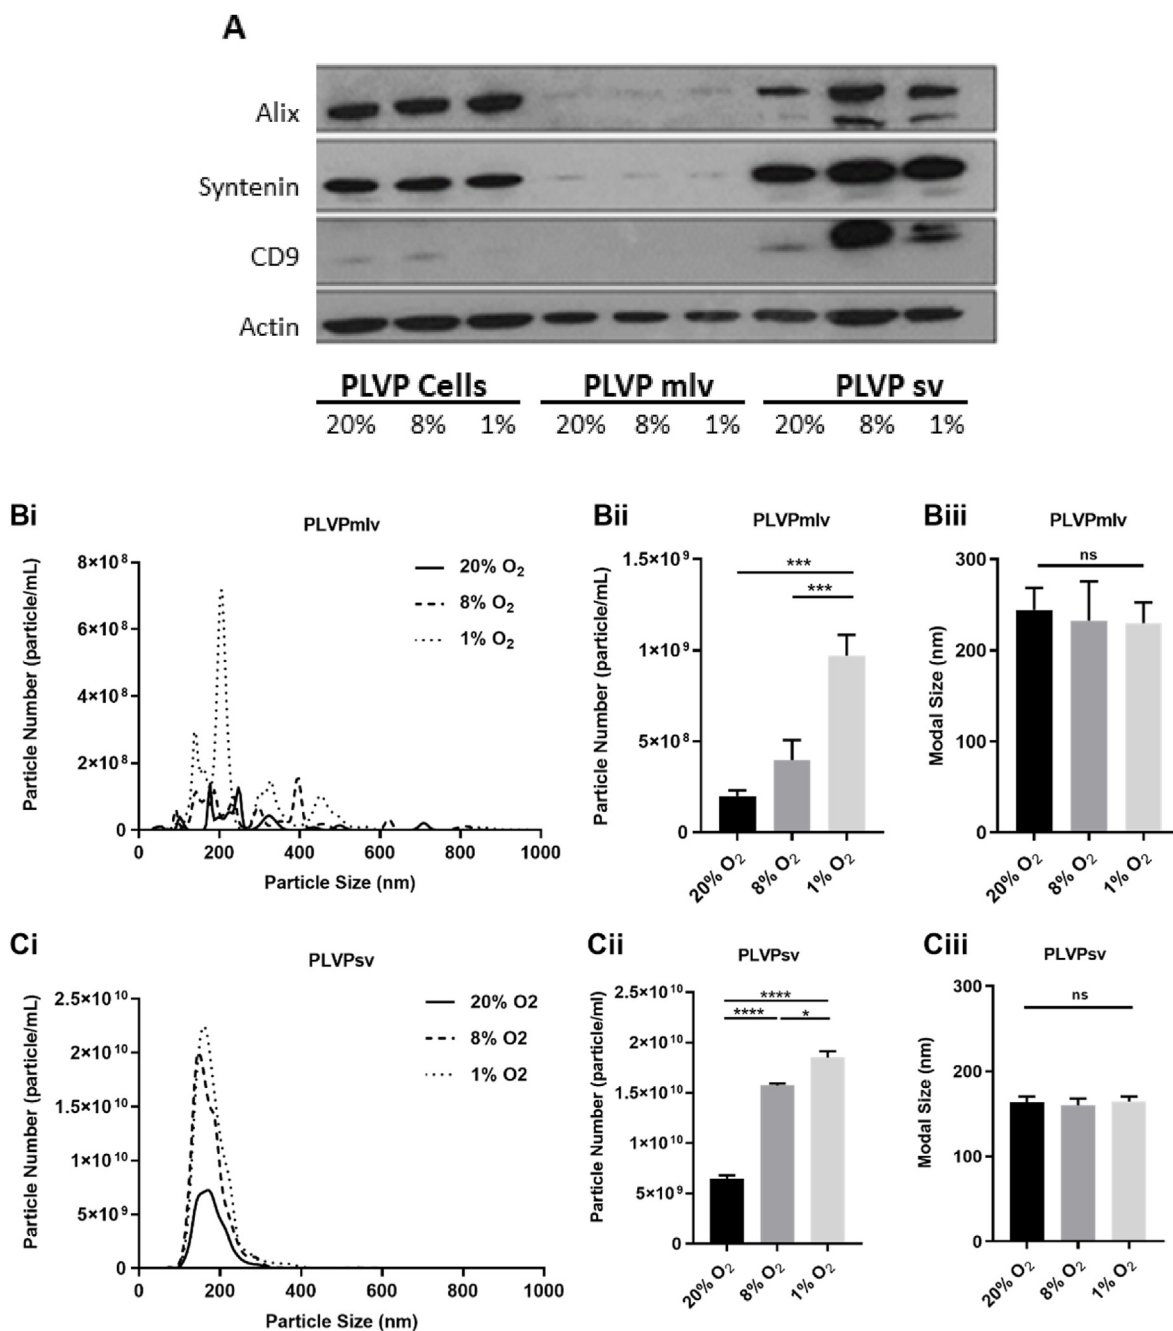 A
Alix
Syntenin
CD9
Actin
PLVP Cells PLVP mlv PLVP sv
20% 8% 1% 20% 8% 1% 20% 8% 1%
Bi
PLVPmlv
Particle Number (particle/mL)
8×10⁸
6×10⁸
4×10⁸
2×10⁸
0
20% O₂
8% O₂
1% O₂
0 200 400 600 800 1000
Particle Size (nm)
Bii
PLVPmlv
Particle Number (particle/mL)
1.5×10⁹
1×10⁹
5×10⁸
0
***
***
20% O₂ 8% O₂ 1% O₂
Biii
PLVPmlv
Modal Size (nm)
300
200
100
0
ns
20% O₂ 8% O₂ 1% O₂
Ci
PLVPsv
Particle Number (particle/mL)
2.5×10¹⁰
2×10¹⁰
1.5×10¹⁰
1×10¹⁰
5×10⁹
0
20% O2
8% O2
1% O2
0 200 400 600 800 1000
Particle Size (nm)
Cii
PLVPsv
Particle Number (particle/ml)
2.5×10¹⁰
2×10¹⁰
1.5×10¹⁰
1×10¹⁰
5×10⁹
0
****
**** *
20% O₂ 8% O₂ 1% O₂
Ciii
PLVPsv
Modal Size (nm)
300
200
100
0
ns
20% O₂ 8% O₂ 1% O₂